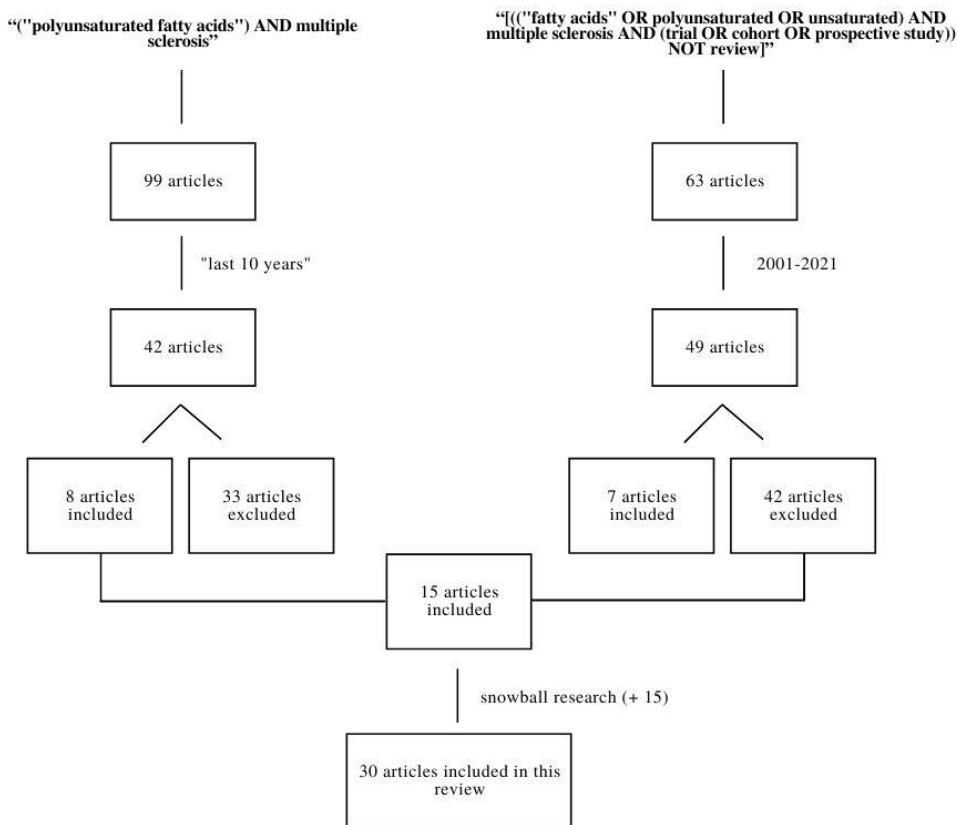 “("polyunsaturated fatty acids") AND multiple
sclerosis”
“[(("fatty acids" OR polyunsaturated OR unsaturated) AND
multiple sclerosis AND (trial OR cohort OR prospective study))
NOT review]”
99 articles
63 articles
"last 10 years"
2001-2021
42 articles
49 articles
8 articles
included
33 articles
excluded
7 articles
included
42 articles
excluded
15 articles
included
snowball research (+ 15)
30 articles included in this
review